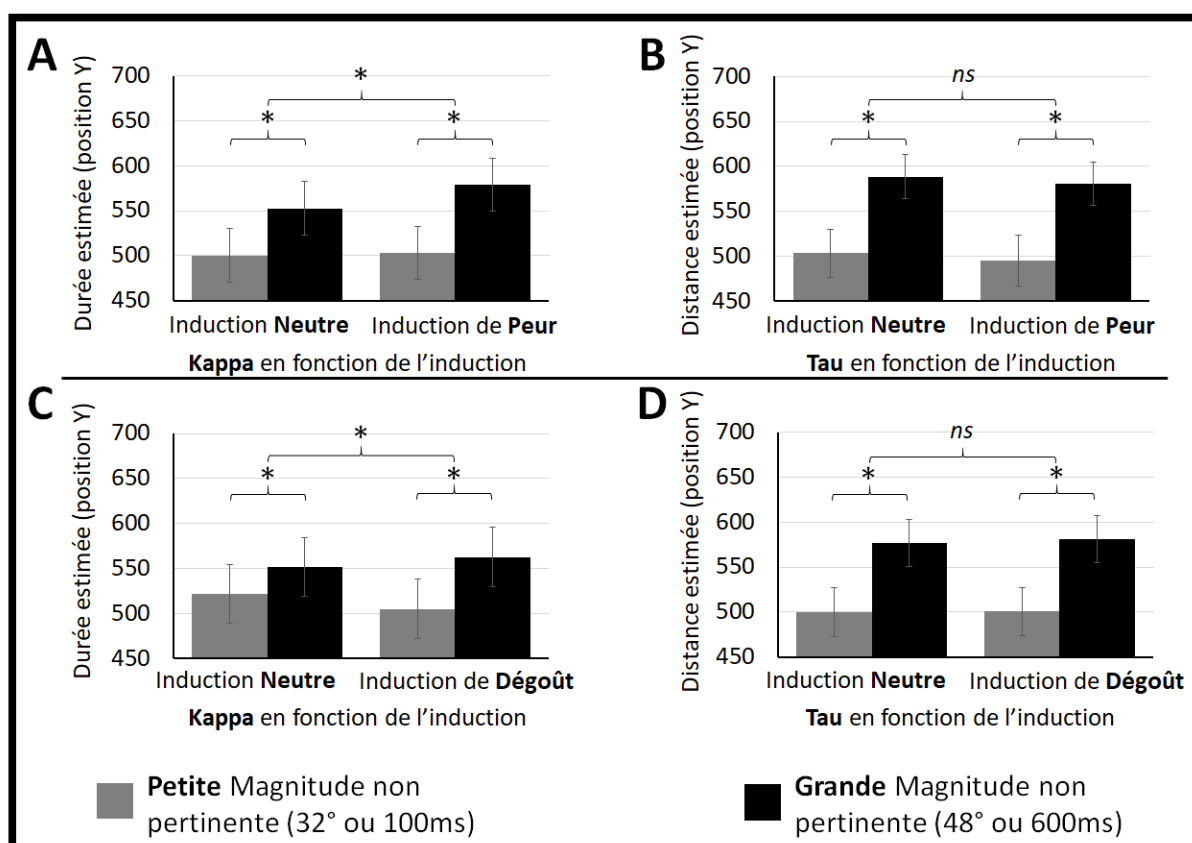 A
Durée estimée (position Y)
700
650
600
550
500
450
*
*
*
Induction Neutre
Induction de Peur
Kappa en fonction de l'induction
B
Distance estimée (position Y)
700
650
600
550
500
450
ns
*
*
Induction Neutre
Induction de Peur
Tau en fonction de l'induction
C
Durée estimée (position Y)
700
650
600
550
500
450
*
*
*
Induction Neutre
Induction de Dégoût
Kappa en fonction de l'induction
D
Distance estimée (position Y)
700
650
600
550
500
450
ns
*
*
Induction Neutre
Induction de Dégoût
Tau en fonction de l'induction
Petite Magnitude non
pertinente (32° ou 100ms)
Grande Magnitude non
pertinente (48° ou 600ms)